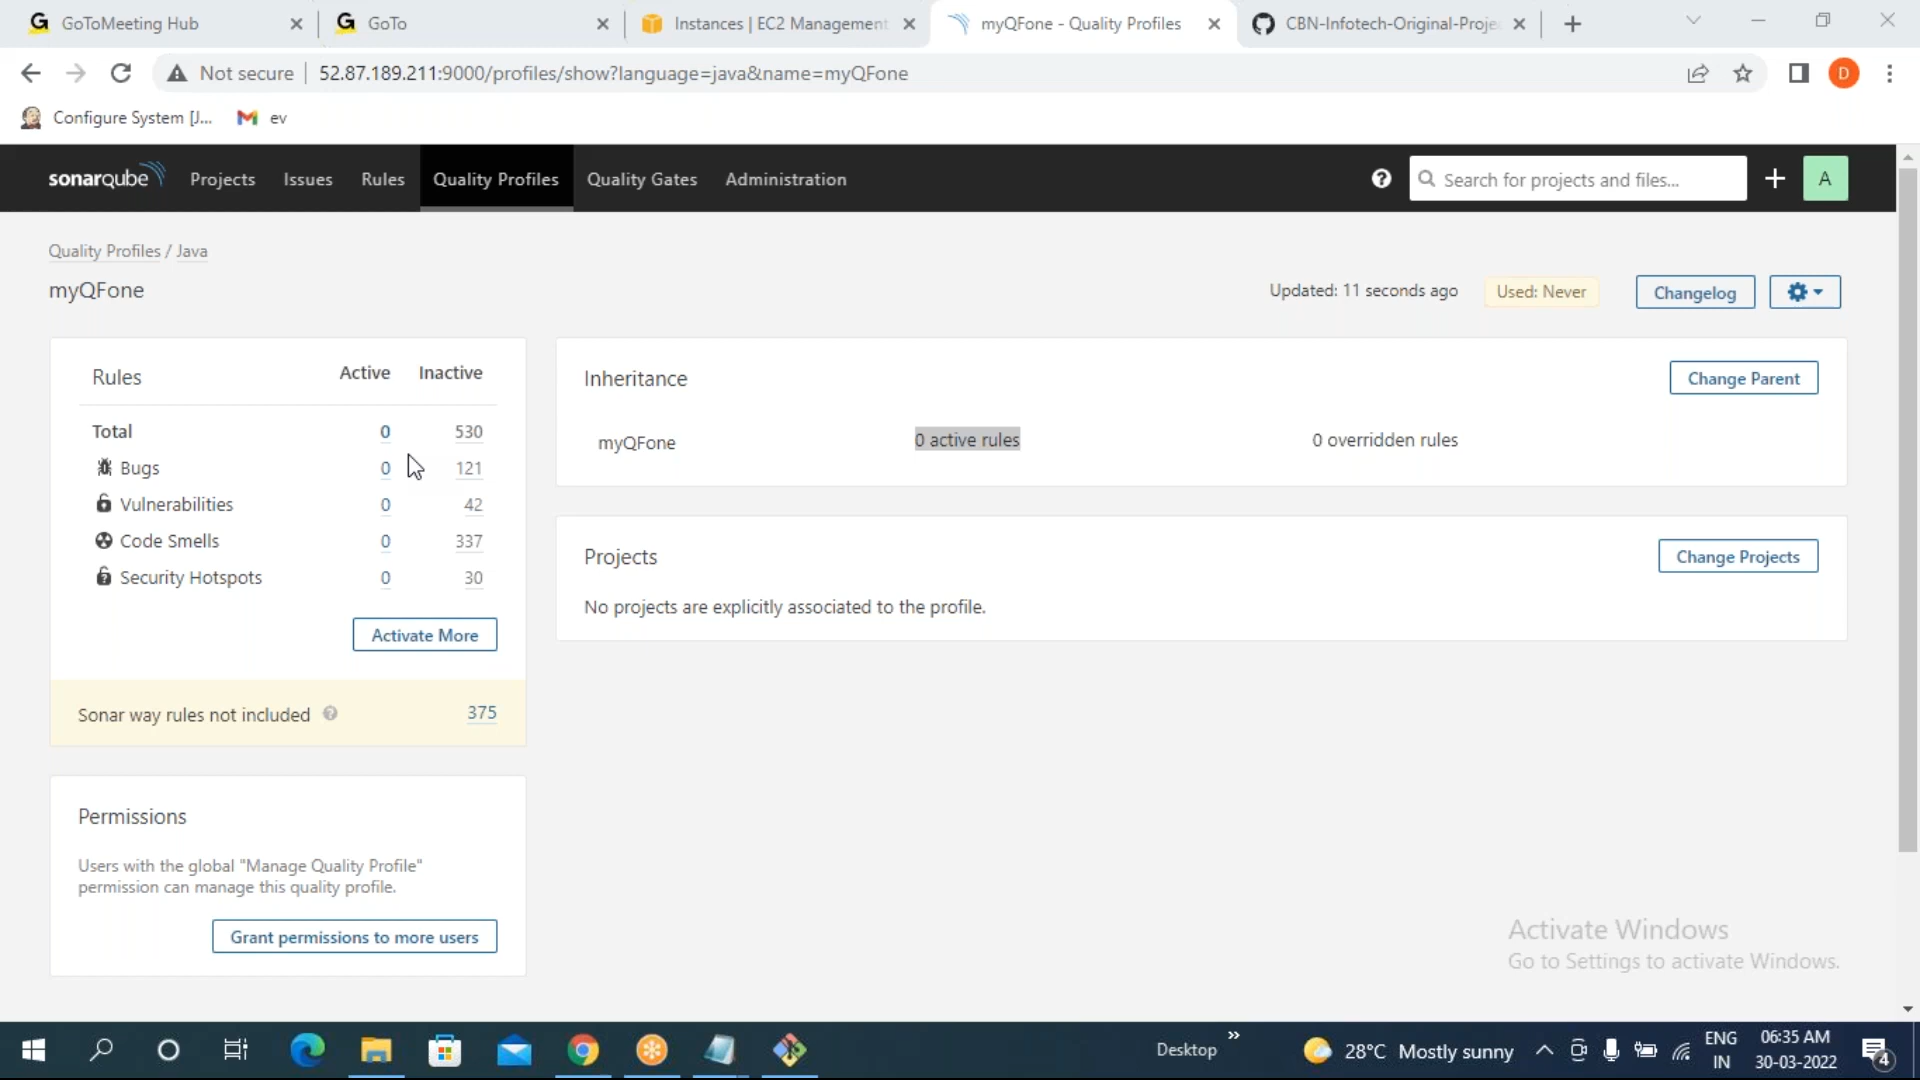 GoToMeeting Hub
GoTo
Instances | EC2 Management
myQFone - Quality Profiles
CBN-Infotech-Original-Proje
Not secure
52.87.189.211:9000/profiles/show?language=java&name=myQFone
D
Configure System [J...
ev
sonarqube
Projects
Issues
Rules
Quality Profiles
Quality Gates
Administration
Search for projects and files...
A
Quality Profiles / Java
myQFone
Updated: 11 seconds ago
Used: Never
Changelog
Rules Active Inactive
Total 0 530
Bugs 0 121
Vulnerabilities 0 42
Code Smells 0 337
Security Hotspots 0 30
Activate More
Sonar way rules not included 375
Inheritance
Change Parent
myQFone 0 active rules 0 overridden rules
Projects
Change Projects
No projects are explicitly associated to the profile.
Permissions
Users with the global "Manage Quality Profile"
permission can manage this quality profile.
Grant permissions to more users
Activate Windows
Go to Settings to activate Windows.
Desktop
28°C Mostly sunny
ENG
IN
06:35 AM
30-03-2022
4